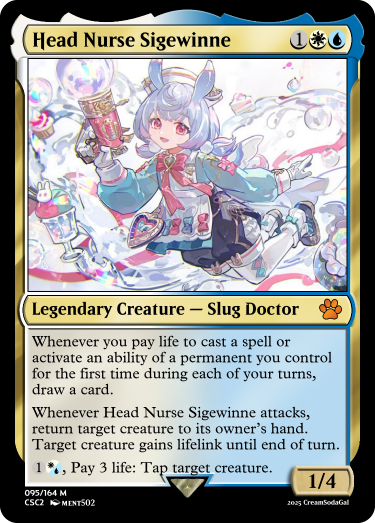 Head Nurse Sigewinne 1
Legendary Creature — Slug Doctor
Whenever you pay life to cast a spell or
activate an ability of a permanent you control
for the first time during each of your turns,
draw a card.
Whenever Head Nurse Sigewinne attacks,
return target creature to its owner's hand.
Target creature gains lifelink until end of turn.
1 , Pay 3 life: Tap target creature.
1/4
095/164 M
CSC2 MENTS02
2025 CreamSodaGal